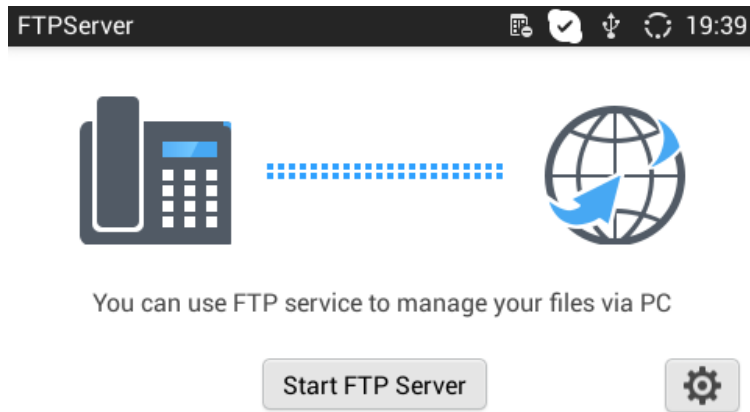 FTPServer 19:39
You can use FTP service to manage your files via PC
Start FTP Server